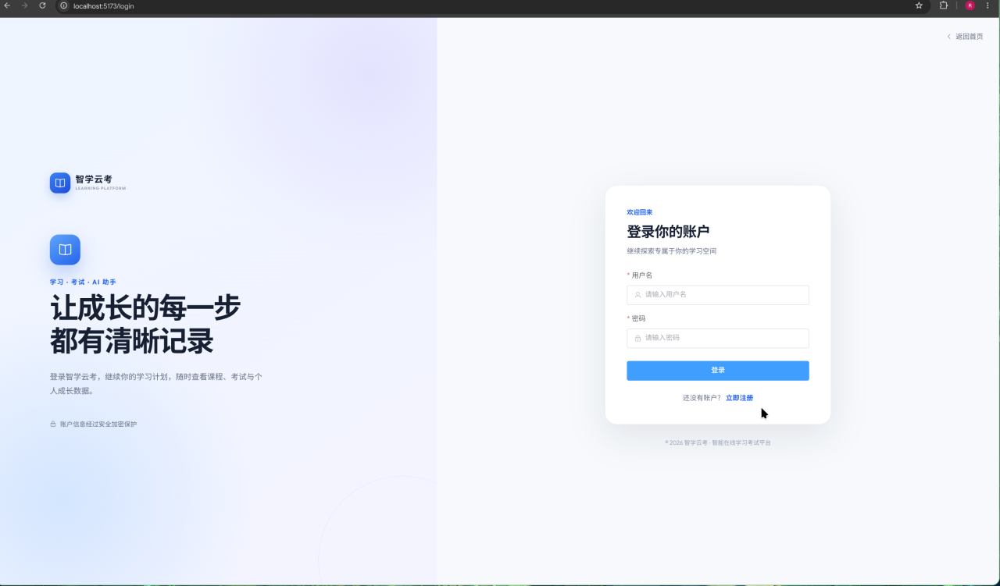 localhost:5173/login
R
返回首页
智学云考
LEARNING PLATFORM
学习 · 考试 · AI 助手
让成长的每一步
都有清晰记录
登录智学云考，继续你的学习计划，随时查看课程、考试与个
人成长数据。
账户信息经过安全加密保护
欢迎回来
登录你的账户
继续探索专属于你的学习空间
* 用户名
请输入用户名
* 密码
请输入密码
登录
还没有账户？ 立即注册
© 2026 智学云考 · 智能在线学习考试平台